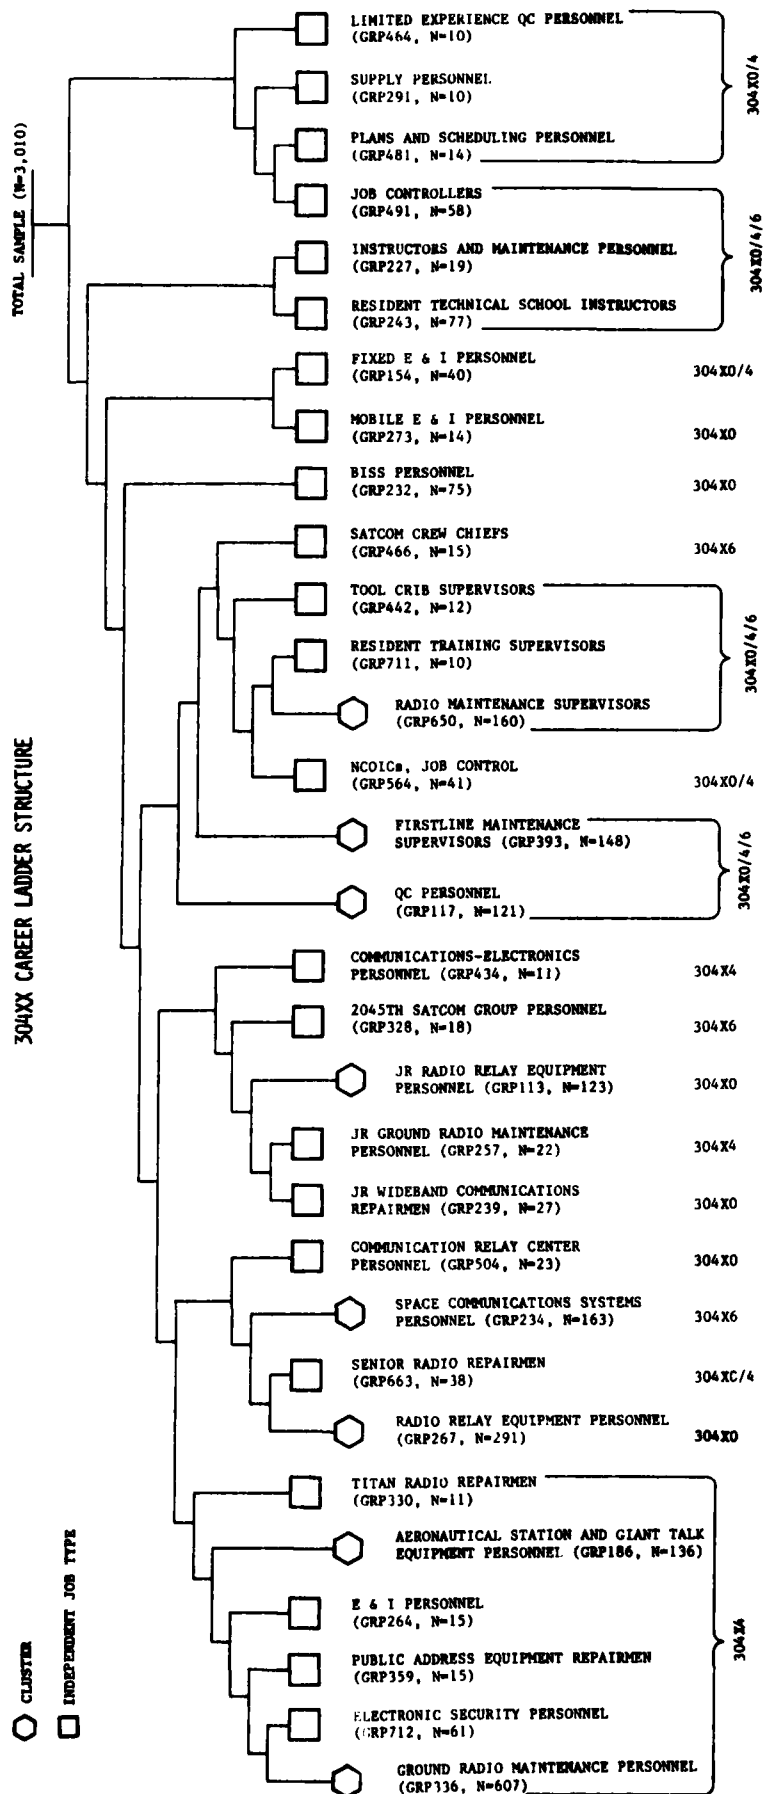 LIMITED EXPERIENCE QC PERSONNEL
(GRP464, N=10)
SUPPLY PERSONNEL
(GRP291, N=10)
PLANS AND SCHEDULING PERSONNEL
(GRP481, N=14)
304X0/4
JOB CONTROLLERS
(GRP491, N=58)
INSTRUCTORS AND MAINTENANCE PERSONNEL
(GRP227, N=19)
RESIDENT TECHNICAL SCHOOL INSTRUCTORS
(GRP243, N=77)
304X0/4/6
TOTAL SAMPLE (N=3,010)
FIXED E & I PERSONNEL
(GRP154, N=40)
304X0/4
MOBILE E & I PERSONNEL
(GRP273, N=14)
304X0
BISS PERSONNEL
(GRP232, N=75)
304X0
SATCOM CREW CHIEFS
(GRP466, N=15)
304X6
TOOL CRIB SUPERVISORS
(GRP442, N=12)
RESIDENT TRAINING SUPERVISORS
(GRP711, N=10)
RADIO MAINTENANCE SUPERVISORS
(GRP650, N=160)
304X0/4/6
NCOICs, JOB CONTROL
(GRP564, N=41)
304X0/4
FIRSTLINE MAINTENANCE
SUPERVISORS (GRP393, N=148)
QC PERSONNEL
(GRP117, N=121)
304X0/4/6
304XX CAREER LADDER STRUCTURE
COMMUNICATIONS-ELECTRONICS
PERSONNEL (GRP434, N=11)
304X4
2045TH SATCOM GROUP PERSONNEL
(GRP328, N=18)
304X6
JR RADIO RELAY EQUIPMENT
PERSONNEL (GRP113, N=123)
304X0
JR GROUND RADIO MAINTENANCE
PERSONNEL (GRP257, N=22)
304X4
JR WIDEBAND COMMUNICATIONS
REPAIRMEN (GRP239, N=27)
304X0
COMMUNICATION RELAY CENTER
PERSONNEL (GRP504, N=23)
304X0
SPACE COMMUNICATIONS SYSTEMS
PERSONNEL (GRP234, N=163)
304X6
SENIOR RADIO REPAIRMEN
(GRP663, N=38)
304XC/4
RADIO RELAY EQUIPMENT PERSONNEL
(GRP267, N=291)
304X0
TITAN RADIO REPAIRMEN
(GRP330, N=11)
AERONAUTICAL STATION AND GIANT TALK
EQUIPMENT PERSONNEL (GRP186, N=136)
E & I PERSONNEL
(GRP264, N=15)
PUBLIC ADDRESS EQUIPMENT REPAIRMEN
(GRP359, N=15)
ELECTRONIC SECURITY PERSONNEL
(GRP712, N=61)
GROUND RADIO MAINTENANCE PERSONNEL
(GRP336, N=607)
304X4
CLUSTER
INDEPENDENT JOB TYPE